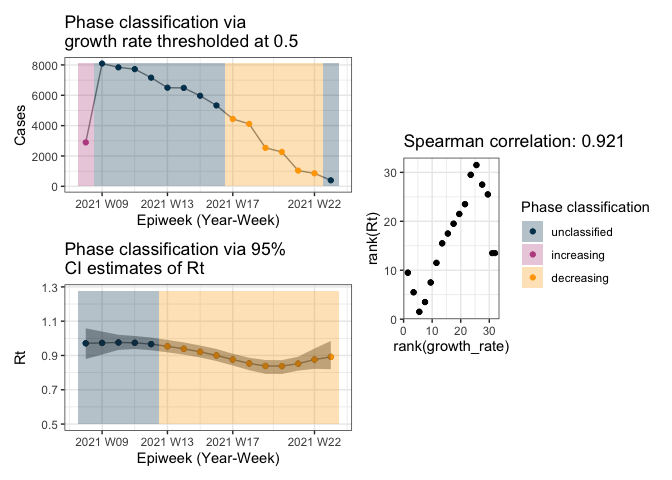 Phase classification via
growth rate thresholded at 0.5
Cases
8000
6000
4000
2000
0
2021 W09
2021 W13
2021 W17
2021 W22
Epiweek (Year-Week)
Phase classification via 95%
CI estimates of Rt
Rt
1.3
1.1
0.9
0.7
0.5
2021 W09
2021 W13
2021 W17
2021 W22
Epiweek (Year-Week)
Spearman correlation: 0.921
rank(Rt)
30
20
10
0
0
10
20
30
rank(growth_rate)
Phase classification
unclassified
increasing
decreasing